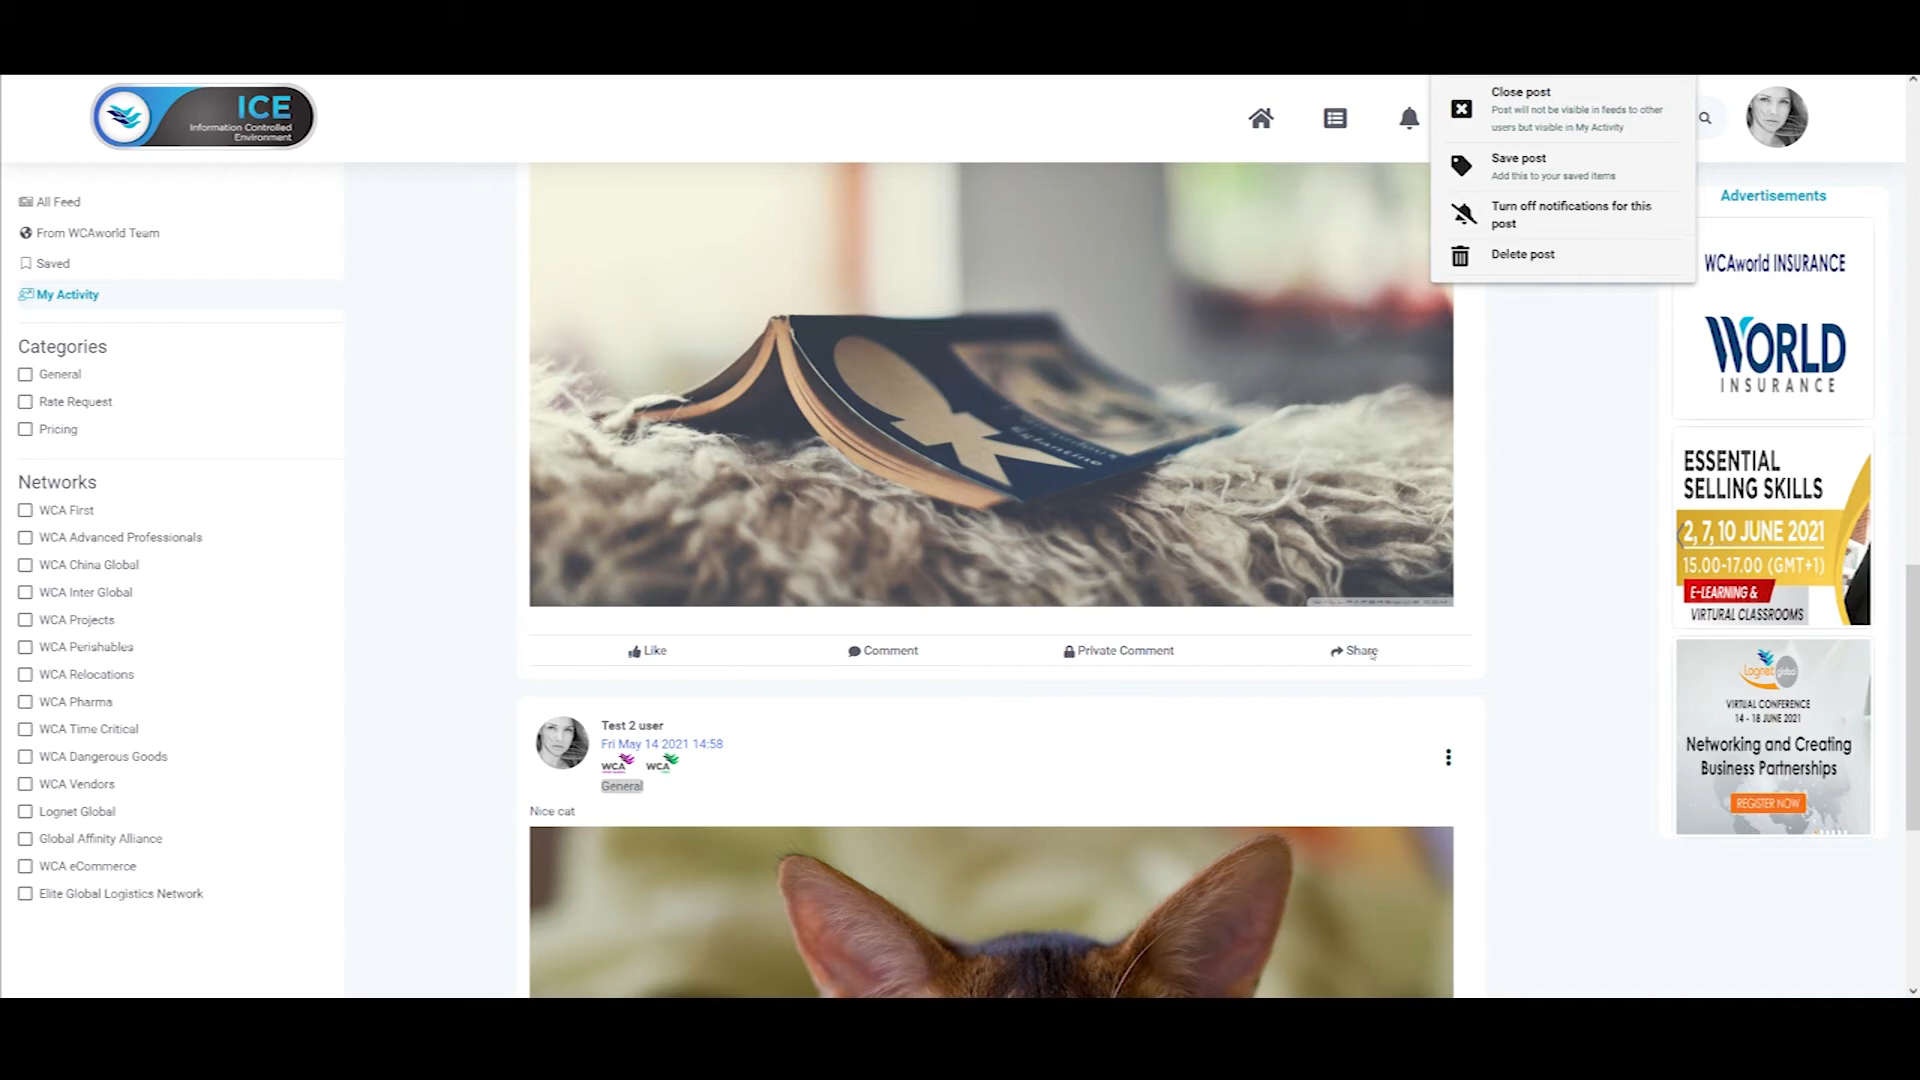 ICE
Information Controlled
Environment
Close post
Post will not be visible in feeds to other
users but visible in My Activity
Save post
Add this to your saved items
Turn off notifications for this
post
Delete post
All Feed
From WCAworld Team
Saved
My Activity
Categories
General
Rate Request
Pricing
Networks
WCA First
WCA Advanced Professionals
WCA China Global
WCA Inter Global
WCA Projects
WCA Perishables
WCA Relocations
WCA Pharma
WCA Time Critical
WCA Dangerous Goods
WCA Vendors
Lognet Global
Global Affinity Alliance
WCA eCommerce
Elite Global Logistics Network
Like
Comment
Private Comment
Share
Test 2 user
Fri May 14 2021 14:58
WCA
WCA
General
Nice cat
Advertisements
WCAworld INSURANCE
WORLD
INSURANCE
ESSENTIAL
SELLING SKILLS
2, 7, 10 JUNE 2021
15.00-17.00 (GMT+1)
E-LEARNING &
VIRTURAL CLASSROOMS
Lognet global
VIRTUAL CONFERENCE
14 - 18 JUNE 2021
Networking and Creating
Business Partnerships
REGISTER NOW